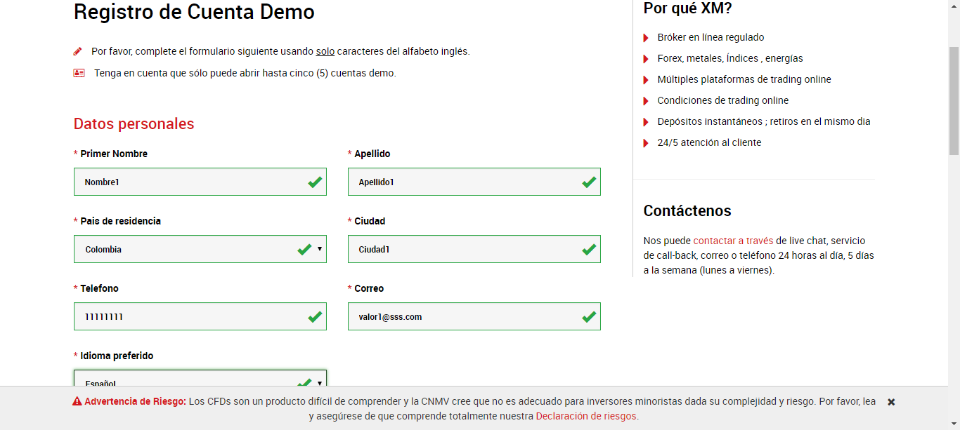 Registro de Cuenta Demo
Por favor, complete el formulario siguiente usando solo caracteres del alfabeto inglés.
Tenga en cuenta que sólo puede abrir hasta cinco (5) cuentas demo.
Datos personales
* Primer Nombre
* Apellido
Nombre1
Apellido1
* Pais de residencia
* Ciudad
Colombia
Ciudad1
* Telefono
* Correo
11111111
valor1@sss.com
* Idioma preferido
Español
Por qué XM?
Bróker en línea regulado
Forex, metales, Índices , energías
Múltiples plataformas de trading online
Condiciones de trading online
Depósitos instantáneos ; retiros en el mismo dia
24/5 atención al cliente
Contáctenos
Nos puede contactar a través de live chat, servicio
de call-back, correo o teléfono 24 horas al día, 5 días
a la semana (lunes a viernes).
Advertencia de Riesgo: Los CFDs son un producto difícil de comprender y la CNMV cree que no es adecuado para inversores minoristas dada su complejidad y riesgo. Por favor, lea
y asegúrese de que comprende totalmente nuestra Declaración de riesgos.